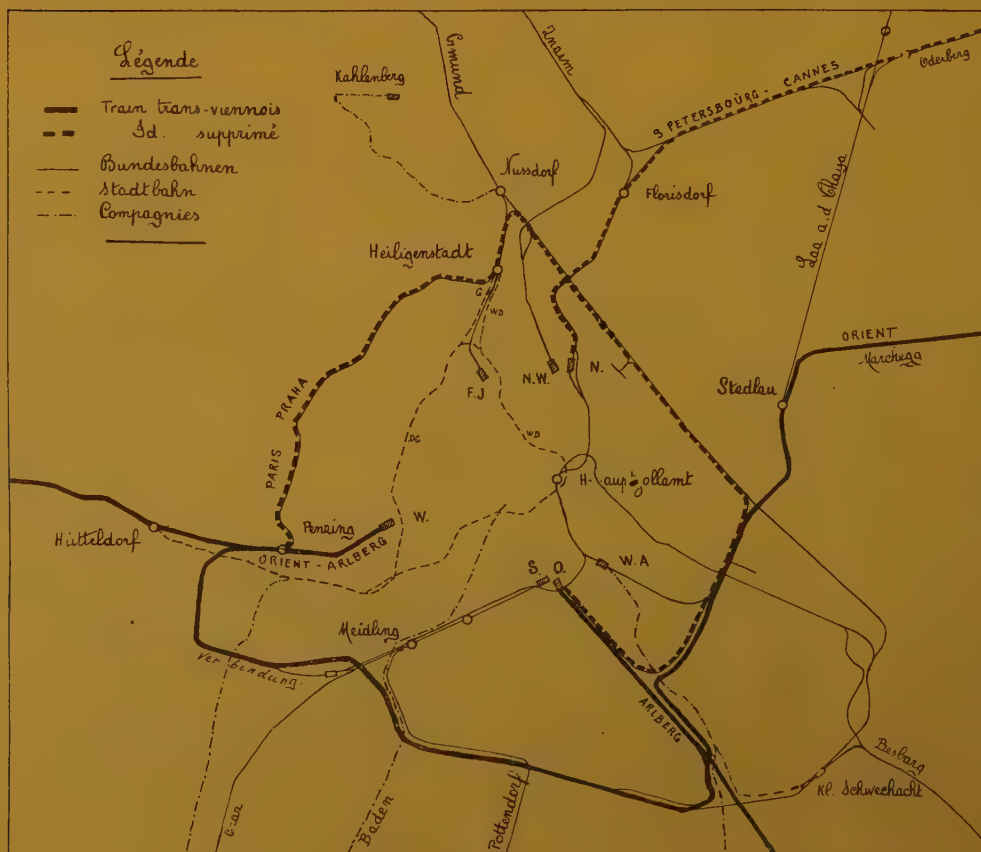 Légende
Train trans-viennois
Id. supprimé
Bundesbahnen
Stadtbahn
Compagnies
Kahlenberg
Gmund
Znaim
S PETERSBOURG - CANNES
Oderberg
Nussdorf
Florisdorf
Laa a.d Thaya
Heiligenstadt
G
WD
ORIENT
Marchega
PARIS PRAHA
F.J
N.W.
N.
Stadlau
DG
WD
H-aupt-zollamt
Hütteldorf
Penzing
W.
ORIENT - ARLBERG
S. O.
W.A
Meidling
Verbindung
ARLBERG
Graz
Baden
Pottendorf
Kl. Schwechacht